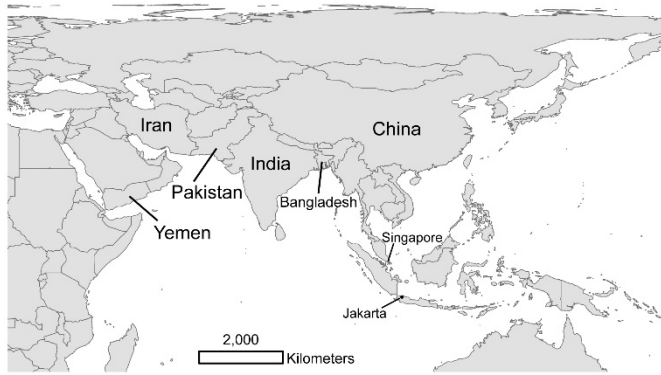 Iran
China
India
Pakistan
Bangladesh
Yemen
Singapore
Jakarta
2,000
Kilometers